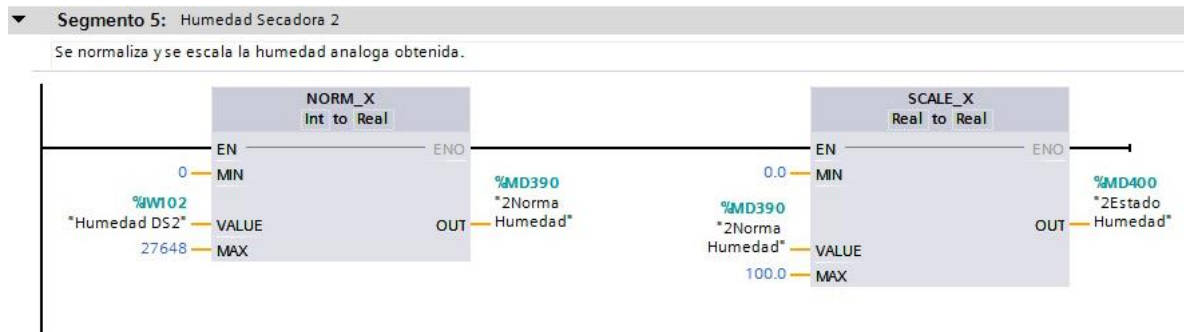 Segmento 5: Humedad Secadora 2
Se normaliza y se escala la humedad analoga obtenida.
NORM_X
Int to Real
EN
ENO
0
MIN
%IW102
"Humedad DS2"
VALUE
27648
MAX
%MD390
"2Norma
Humedad"
OUT
SCALE_X
Real to Real
EN
ENO
0.0
MIN
%MD390
"2Norma
Humedad"
VALUE
100.0
MAX
%MD400
"2Estado
Humedad"
OUT